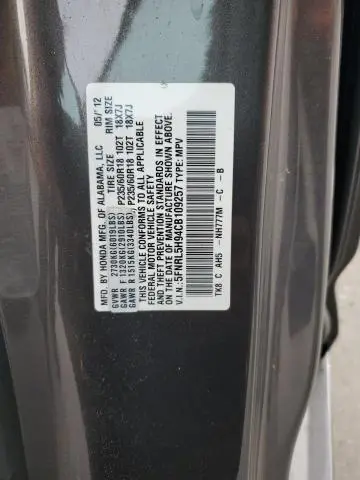 MFD. BY HONDA MFG. OF ALABAMA, LLC 05/12
TIRE SIZE RIM SIZE
GVWR 2730KG(6019LBS)
GAWR F 1320KG(2910LBS) P235/60R18 102T 18X7J
GAWR R 1515KG(3340LBS) P235/60R18 102T 18X7J
THIS VEHICLE CONFORMS TO ALL APPLICABLE
FEDERAL MOTOR VEHICLE SAFETY
AND THEFT PREVENTION STANDARDS IN EFFECT
ON THE DATE OF MANUFACTURE SHOWN ABOVE.
V.I.N.:5FNRL5H94CB109257 TYPE:MPV
TK8 C AH5 -NH777M -C -B